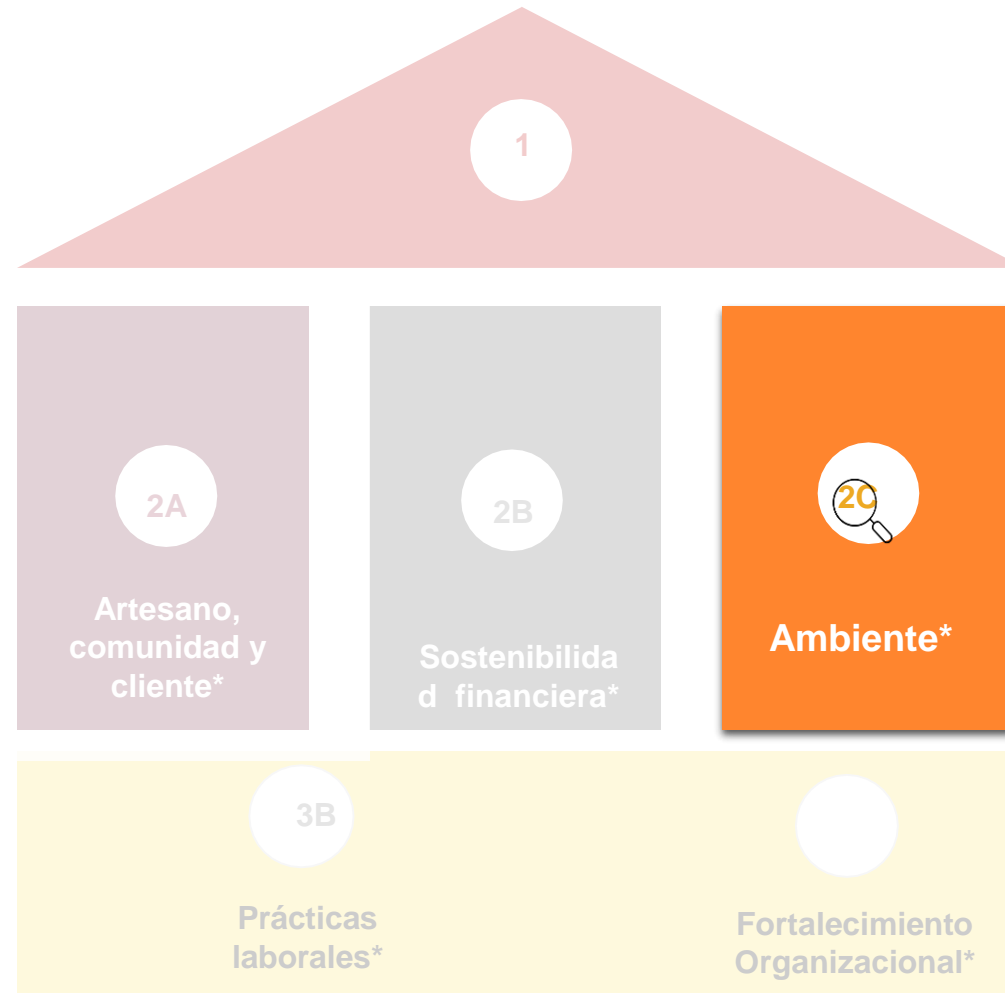 1
2A
Artesano,
comunidad y
cliente*
2B
Sostenibilida
d financiera*
2C
Ambiente*
3B
Prácticas
laborales*
Fortalecimiento
Organizacional*